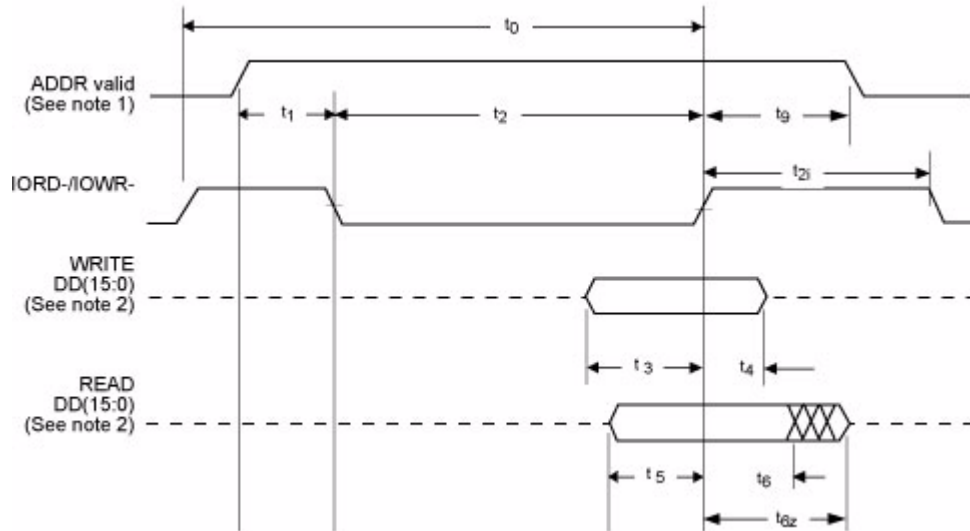 t0
ADDR valid
(See note 1)
t1
t2
t9
IORD-/IOWR-
t2i
WRITE
DD(15:0)
(See note 2)
t3
t4
READ
DD(15:0)
(See note 2)
t5
t6
t6z